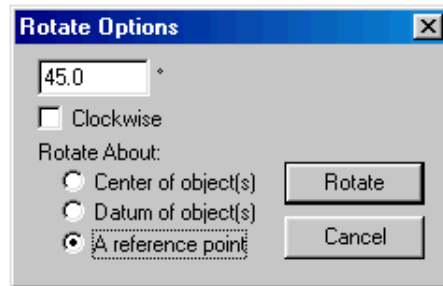 Rotate Options
45.0 °
Clockwise
Rotate About:
Center of object(s)
Rotate
Datum of object(s)
A reference point
Cancel